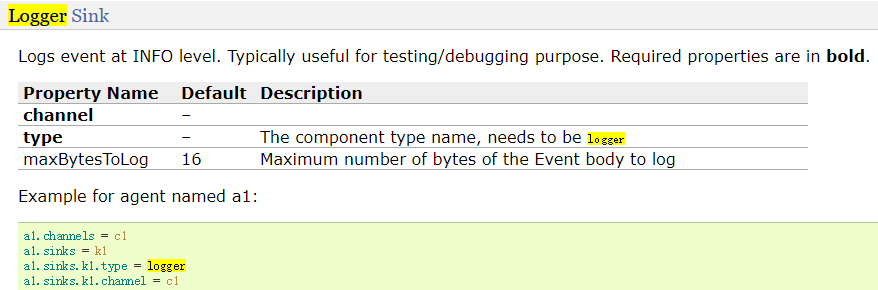 Logger Sink
Logs event at INFO level. Typically useful for testing/debugging purpose. Required properties are in bold.
Property Name Default Description
channel –
type – The component type name, needs to be logger
maxBytesToLog 16 Maximum number of bytes of the Event body to log
Example for agent named a1:
a1.channels = c1
a1.sinks = k1
a1.sinks.k1.type = logger
a1.sinks.k1.channel = c1